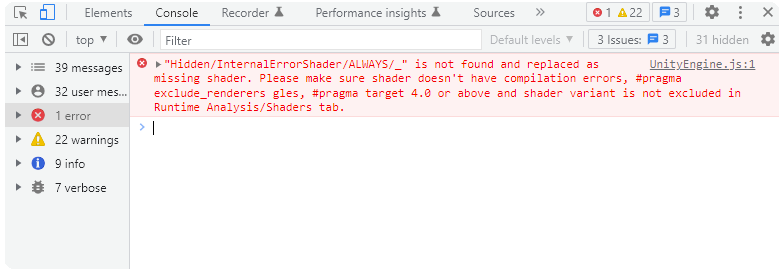 Elements Console Recorder Performance insights Sources » 1 22 3
top Filter Default levels 3 Issues: 3 31 hidden
39 messages
32 user mes...
1 error
22 warnings
9 info
7 verbose
"Hidden/InternalErrorShader/ALWAYS/_" is not found and replaced as UnityEngine.js:1
missing shader. Please make sure shader doesn't have compilation errors, #pragma
exclude_renderers gles, #pragma target 4.0 or above and shader variant is not excluded in
Runtime Analysis/Shaders tab.